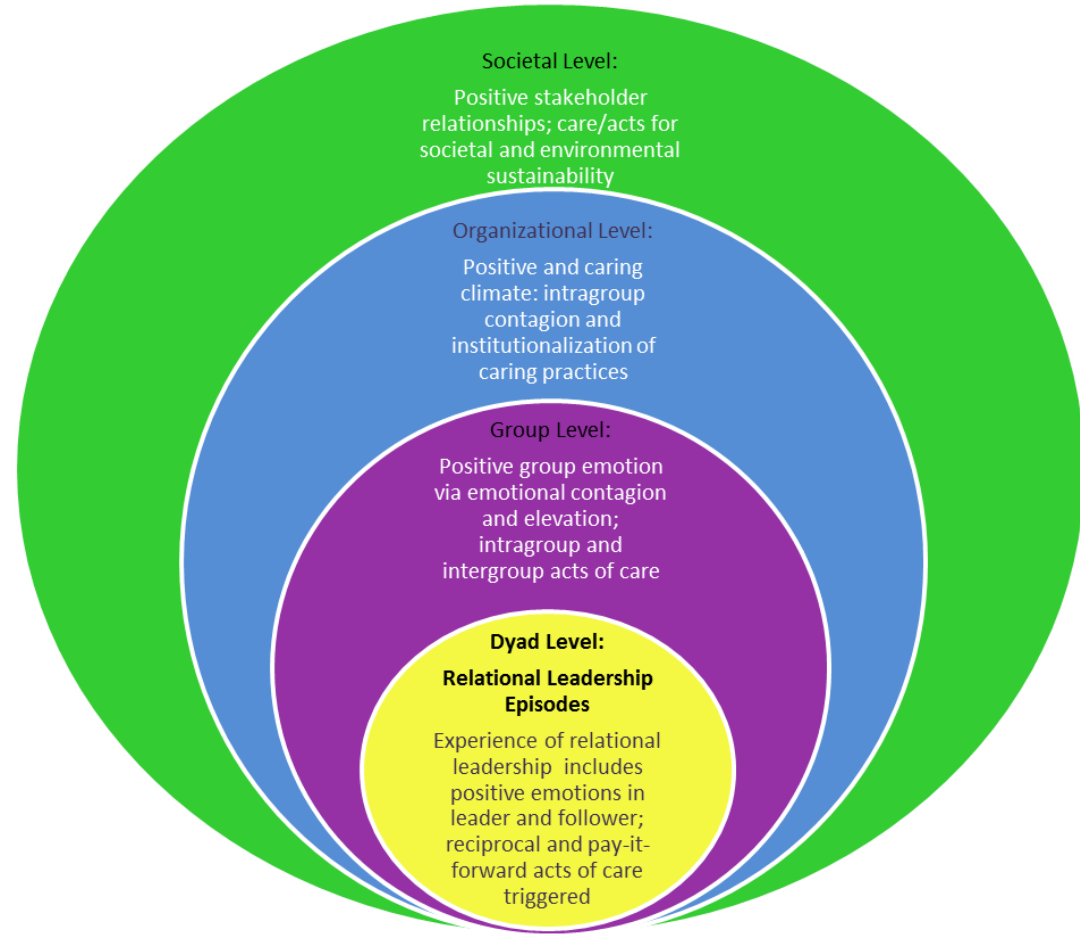 Societal Level:
Positive stakeholder
relationships; care/acts for
societal and environmental
sustainability
Organizational Level:
Positive and caring
climate: intragroup
contagion and
institutionalization of
caring practices
Group Level:
Positive group emotion
via emotional contagion
and elevation;
intragroup and
intergroup acts of care
Dyad Level:
Relational Leadership
Episodes
Experience of relational
leadership includes
positive emotions in
leader and follower;
reciprocal and pay-it-
forward acts of care
triggered